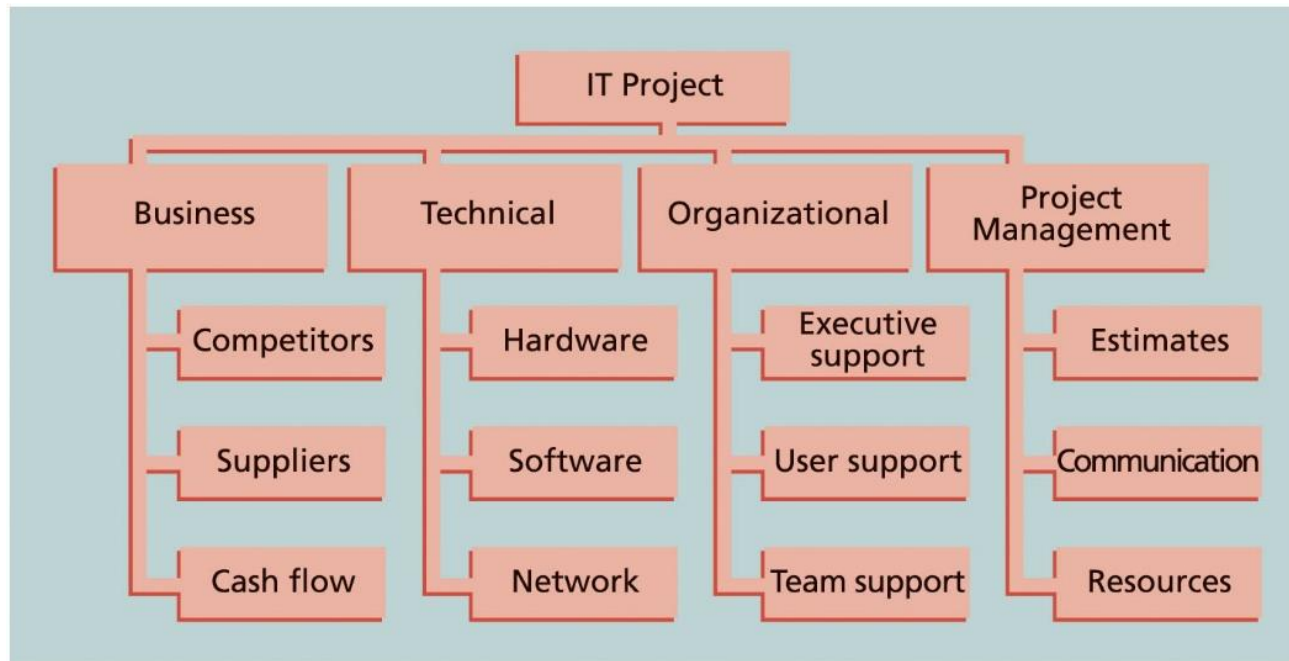 IT Project
Business
Technical
Organizational
Project
Management
Competitors
Hardware
Executive
support
Estimates
Suppliers
Software
User support
Communication
Cash flow
Network
Team support
Resources